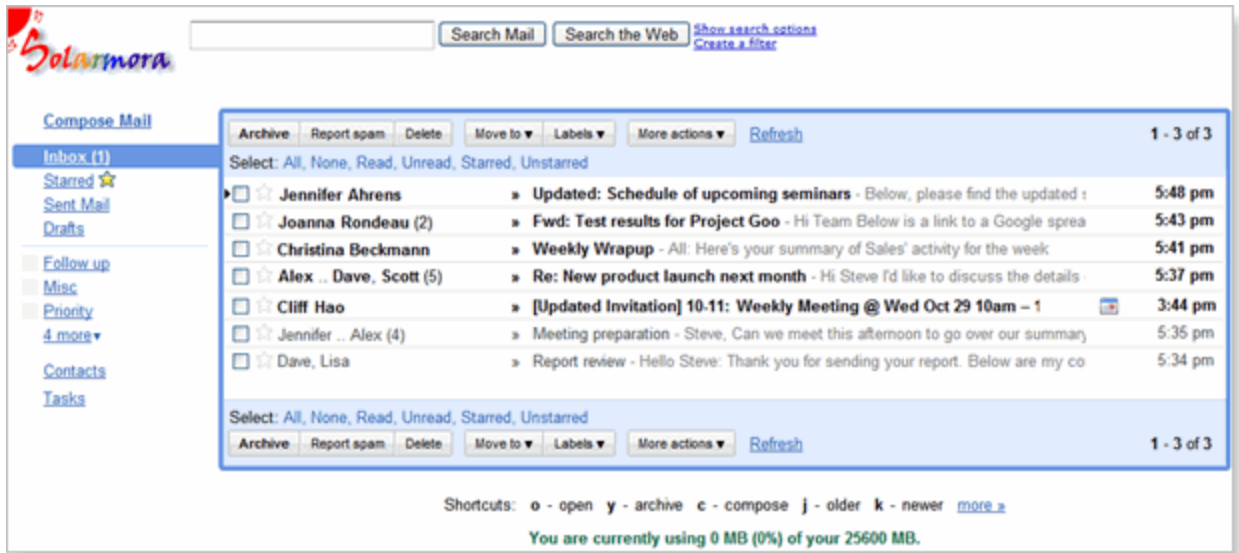 Solarmora
Search Mail Search the Web Show search options
Create a filter
Compose Mail
Inbox (1)
Starred
Sent Mail
Drafts
Follow up
Misc
Priority
4 more▼
Contacts
Tasks
Archive Report spam Delete Move to ▼ Labels ▼ More actions ▼ Refresh 1 - 3 of 3
Select: All, None, Read, Unread, Starred, Unstarred
Jennifer Ahrens » Updated: Schedule of upcoming seminars - Below, please find the updated 5:48 pm
Joanna Rondeau (2) » Fwd: Test results for Project Goo - Hi Team Below is a link to a Google sprea 5:43 pm
Christina Beckmann » Weekly Wrapup - All: Here's your summary of Sales' activity for the week 5:41 pm
Alex .. Dave, Scott (5) » Re: New product launch next month - Hi Steve I'd like to discuss the details - 5:37 pm
Cliff Hao » [Updated Invitation] 10-11: Weekly Meeting @ Wed Oct 29 10am – 1 3:44 pm
Jennifer .. Alex (4) » Meeting preparation - Steve, Can we meet this afternoon to go over our summary 5:35 pm
Dave, Lisa » Report review - Hello Steve: Thank you for sending your report. Below are my co 5:34 pm
Select: All, None, Read, Unread, Starred, Unstarred
Archive Report spam Delete Move to ▼ Labels ▼ More actions ▼ Refresh 1 - 3 of 3
Shortcuts: o - open y - archive c - compose j - older k - newer more »
You are currently using 0 MB (0%) of your 25600 MB.